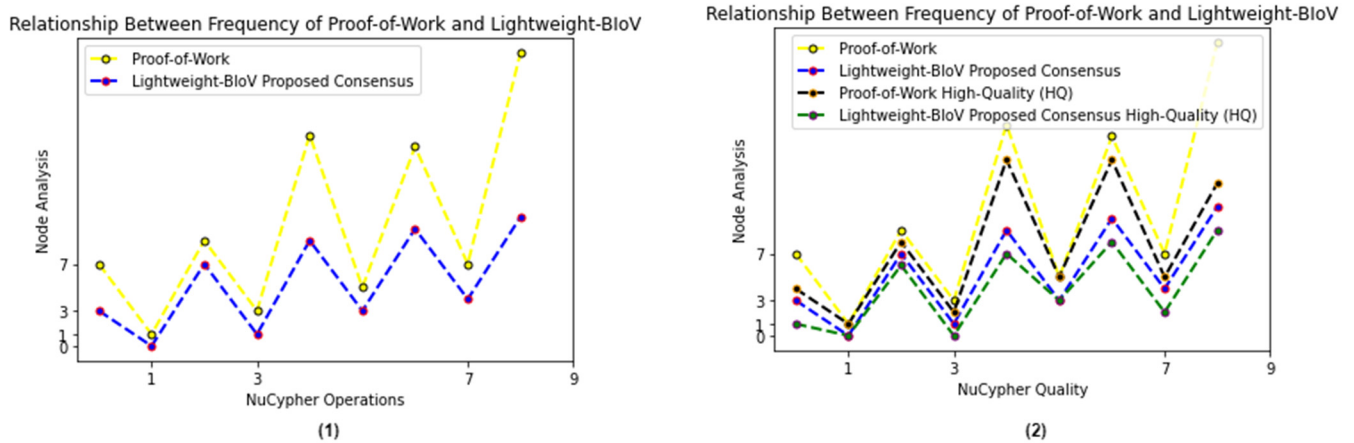 Relationship Between Frequency of Proof-of-Work and Lightweight-BIoV
Proof-of-Work
Lightweight-BIoV Proposed Consensus
Node Analysis
7
3
1
0
1
3
7
9
NuCypher Operations
(1)
Relationship Between Frequency of Proof-of-Work and Lightweight-BIoV
Proof-of-Work
Lightweight-BIoV Proposed Consensus
Proof-of-Work High-Quality (HQ)
Lightweight-BIoV Proposed Consensus High-Quality (HQ)
Node Analysis
7
3
1
0
1
3
7
9
NuCypher Quality
(2)